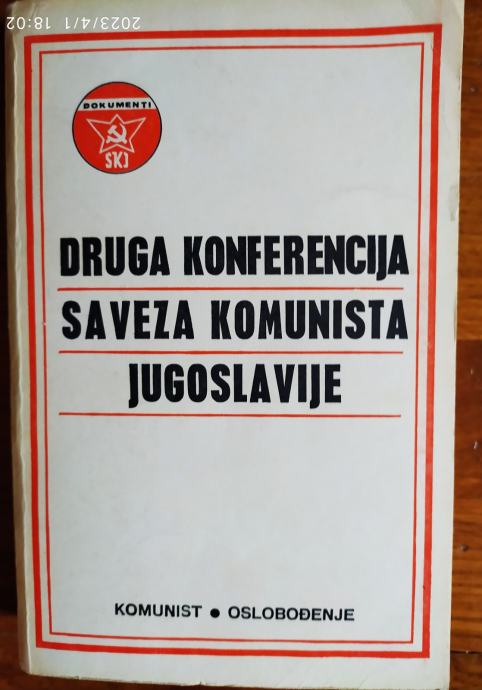 2023/4/1 18:02
DOKUMENTI
SKJ
DRUGA KONFERENCIJA
SAVEZA KOMUNISTA
JUGOSLAVIJE
KOMUNIST ● OSLOBOĐENJE